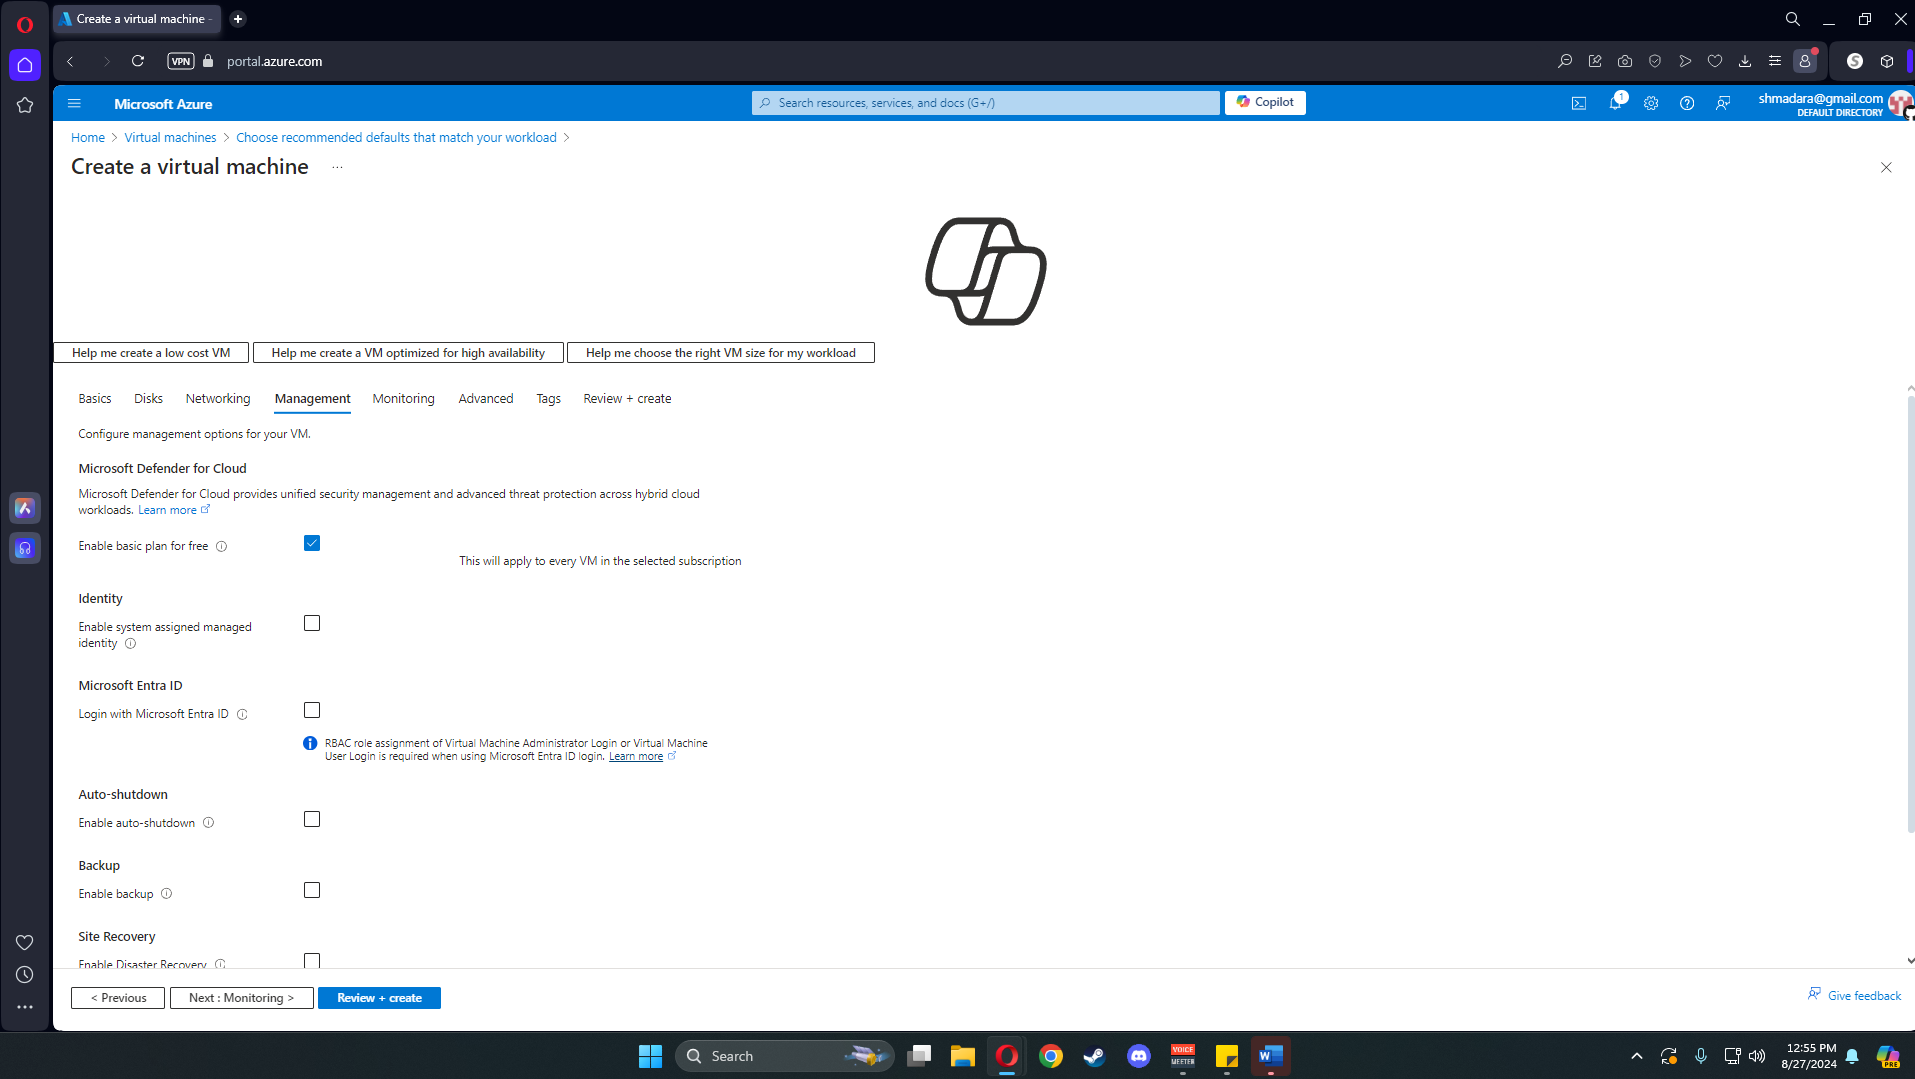 Create a virtual machine -
VPN
portal.azure.com
Microsoft Azure
Search resources, services, and docs (G+/)
Copilot
1
shmadara@gmail.com
DEFAULT DIRECTORY
Home > Virtual machines > Choose recommended defaults that match your workload >
Create a virtual machine ...
Help me create a low cost VM
Help me create a VM optimized for high availability
Help me choose the right VM size for my workload
Basics Disks Networking Management Monitoring Advanced Tags Review + create
Configure management options for your VM.
Microsoft Defender for Cloud
Microsoft Defender for Cloud provides unified security management and advanced threat protection across hybrid cloud
workloads. Learn more
Enable basic plan for free
This will apply to every VM in the selected subscription
Identity
Enable system assigned managed
identity
Microsoft Entra ID
Login with Microsoft Entra ID
RBAC role assignment of Virtual Machine Administrator Login or Virtual Machine
User Login is required when using Microsoft Entra ID login. Learn more
Auto-shutdown
Enable auto-shutdown
Backup
Enable backup
Site Recovery
Enable Disaster Recovery
< Previous
Next : Monitoring >
Review + create
Give feedback
Search
VOICE
MEETER
W
12:55 PM
8/27/2024
PRE